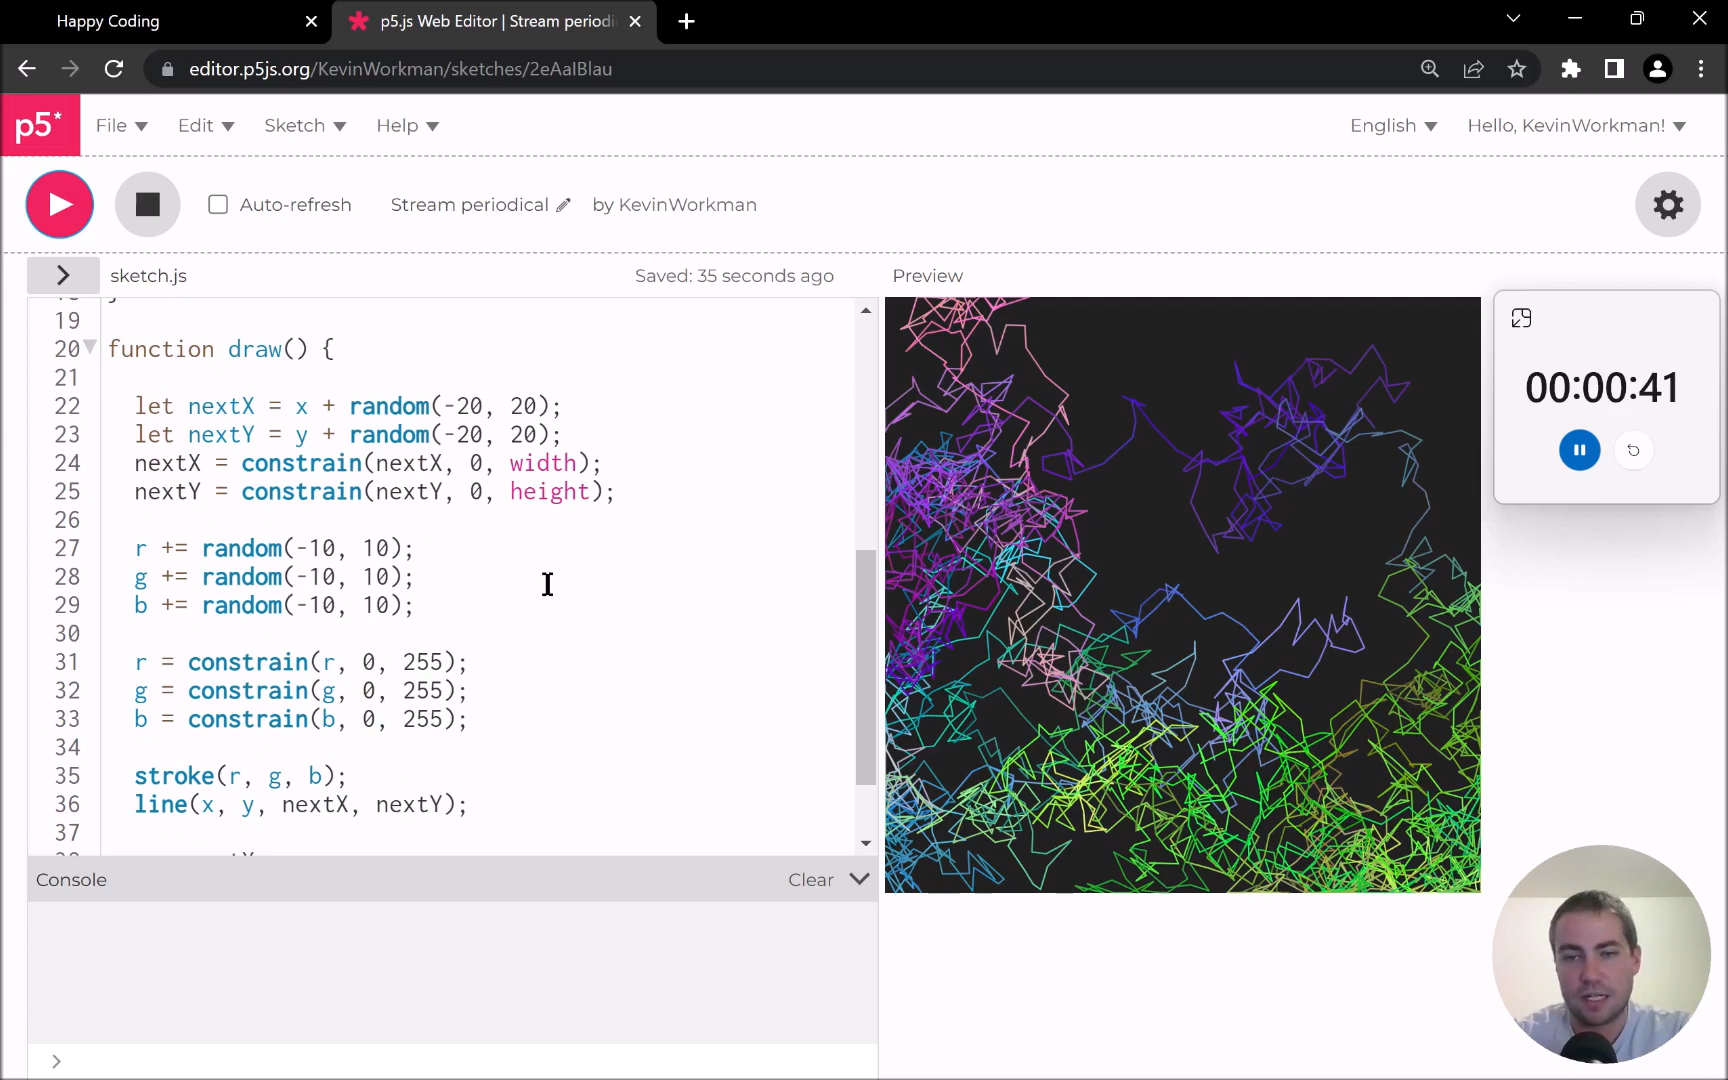 Happy Coding
p5.js Web Editor | Stream periodi
editor.p5js.org/KevinWorkman/sketches/2eAaIBlau
p5*
File
Edit
Sketch
Help
English
Hello, KevinWorkman!
Auto-refresh
Stream periodical
by KevinWorkman
sketch.js
Saved: 35 seconds ago
Preview
19
20 function draw() {
21
22 let nextX = x + random(-20, 20);
23 let nextY = y + random(-20, 20);
24 nextX = constrain(nextX, 0, width);
25 nextY = constrain(nextY, 0, height);
26
27 r += random(-10, 10);
28 g += random(-10, 10);
29 b += random(-10, 10);
30
31 r = constrain(r, 0, 255);
32 g = constrain(g, 0, 255);
33 b = constrain(b, 0, 255);
34
35 stroke(r, g, b);
36 line(x, y, nextX, nextY);
37
00:00:41
Console
Clear
>